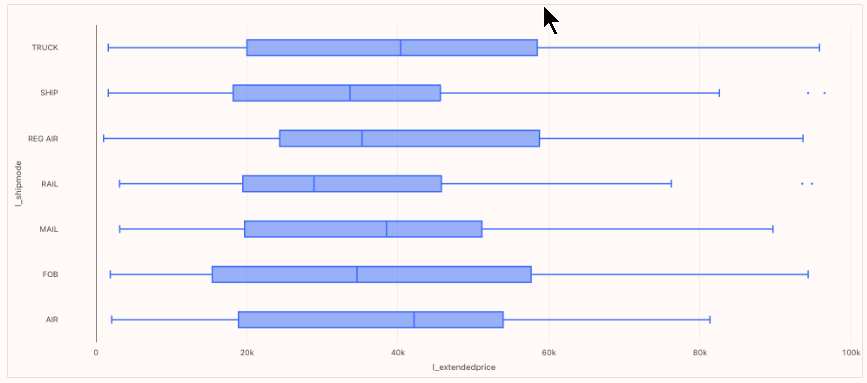 TRUCK
SHIP
REG AIR
RAIL
MAIL
FOB
AIR
l_shipmode
0 20k 40k 60k 80k 100k
l_extendedprice